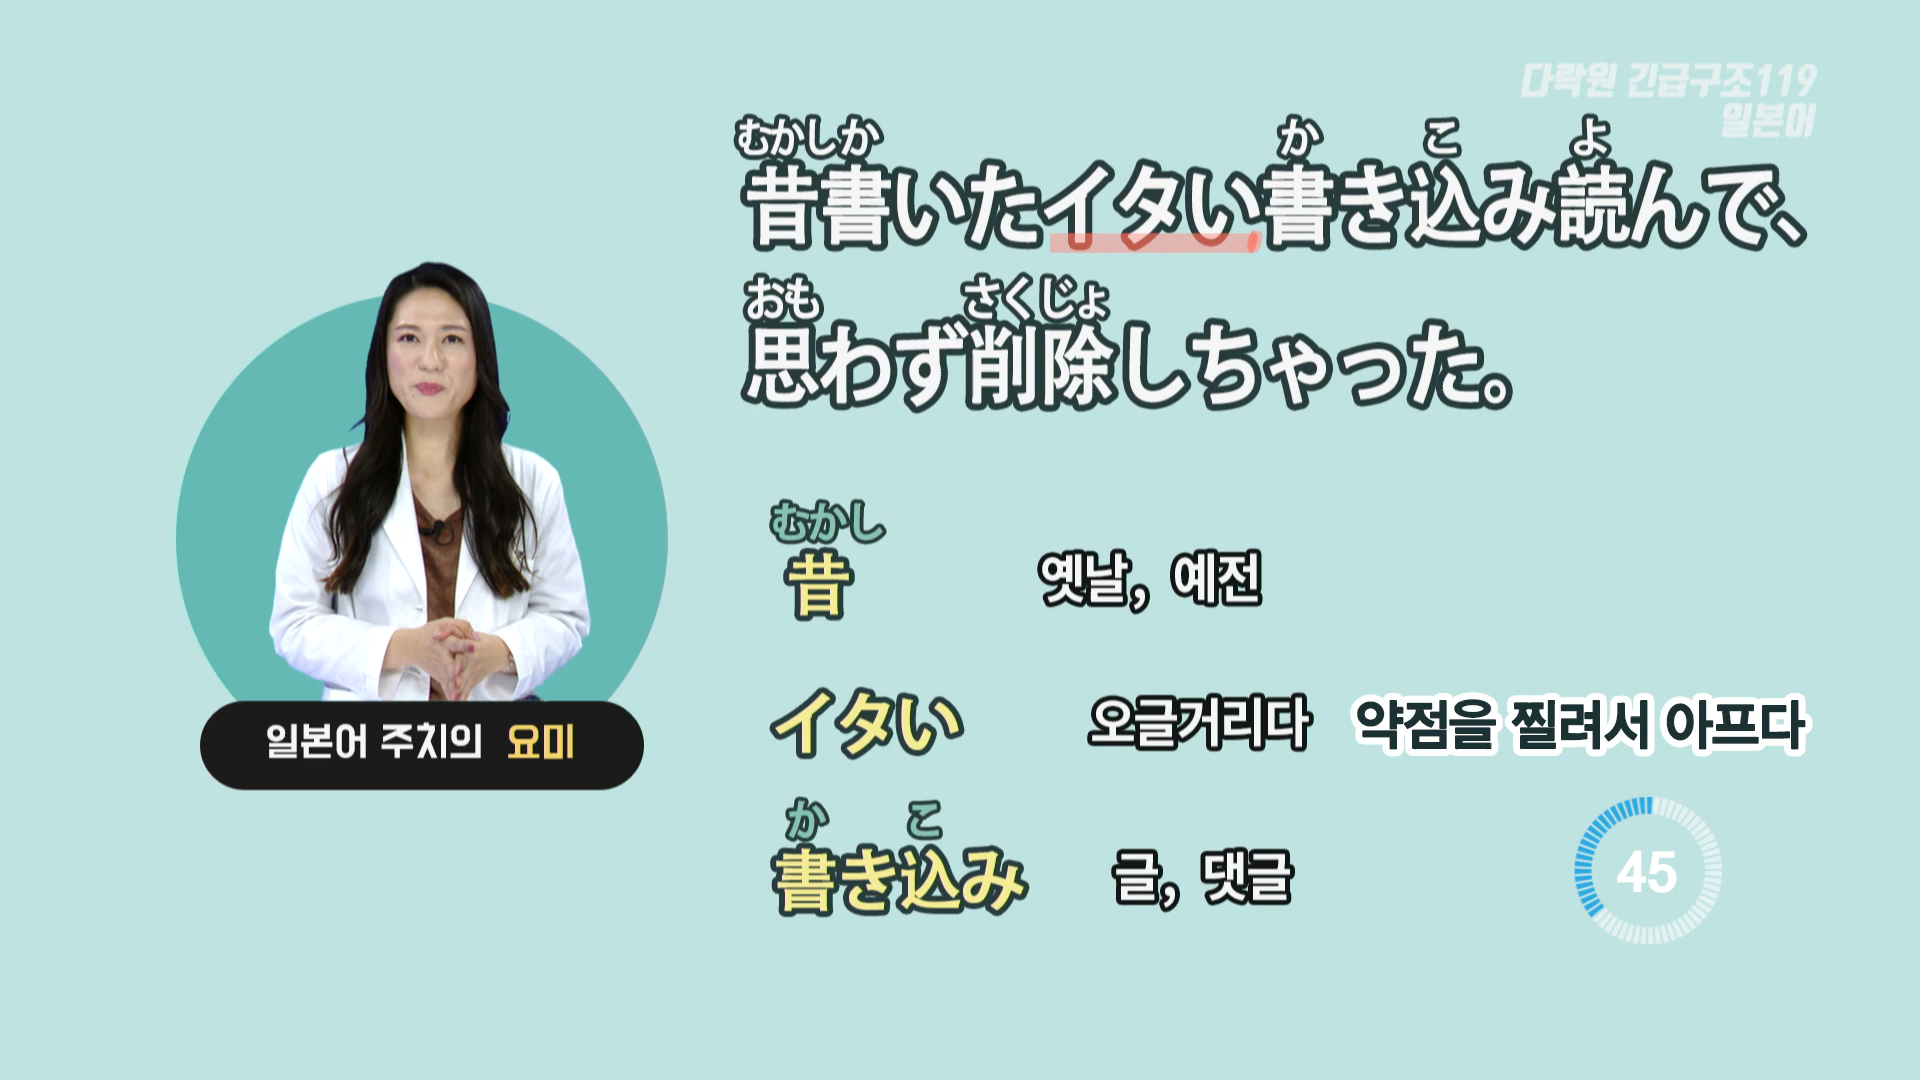 다락원 긴급구조119
일본어
むかしか か こ よ
昔書いたイタい書き込み読んで、
おも さくじょ
思わず削除しちゃった。
むかし
昔 옛날, 예전
イタい 오글거리다 약점을 찔려서 아프다
か こ
書き込み 글, 댓글
45
일본어 주치의 요미